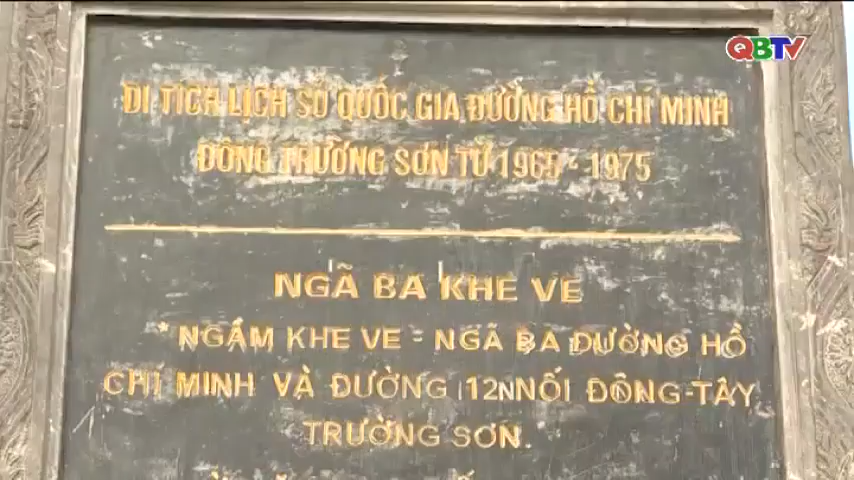 QBTV
DI TÍCH LỊCH SỬ QUỐC GIA ĐƯỜNG HỒ CHÍ MINH
ĐÔNG TRƯỜNG SƠN TỪ 1965 - 1975
NGÃ BA KHE VE
* NGẦM KHE VE - NGÃ BA ĐƯỜNG HỒ
CHÍ MINH VÀ ĐƯỜNG 12N NỐI ĐÔNG-TÂY
TRƯỜNG SƠN.